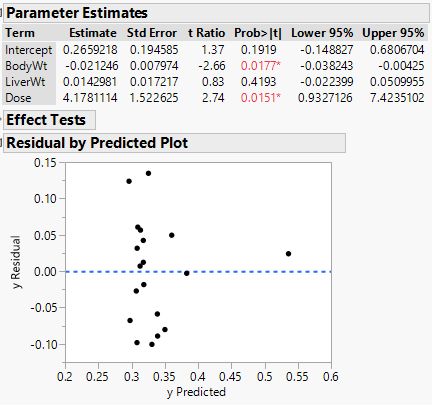 Parameter Estimates
Term Estimate Std Error t Ratio Prob>|t| Lower 95% Upper 95%
Intercept 0.2659218 0.194585 1.37 0.1919 -0.148827 0.6806704
BodyWt -0.021246 0.007974 -2.66 0.0177* -0.038243 -0.00425
LiverWt 0.0142981 0.017217 0.83 0.4193 -0.022399 0.0509955
Dose 4.1781114 1.522625 2.74 0.0151* 0.9327126 7.4235102
Effect Tests
Residual by Predicted Plot
0.15
0.10
0.05
0.00
-0.05
-0.10
y Residual
0.2 0.25 0.3 0.35 0.4 0.45 0.5 0.55 0.6
y Predicted